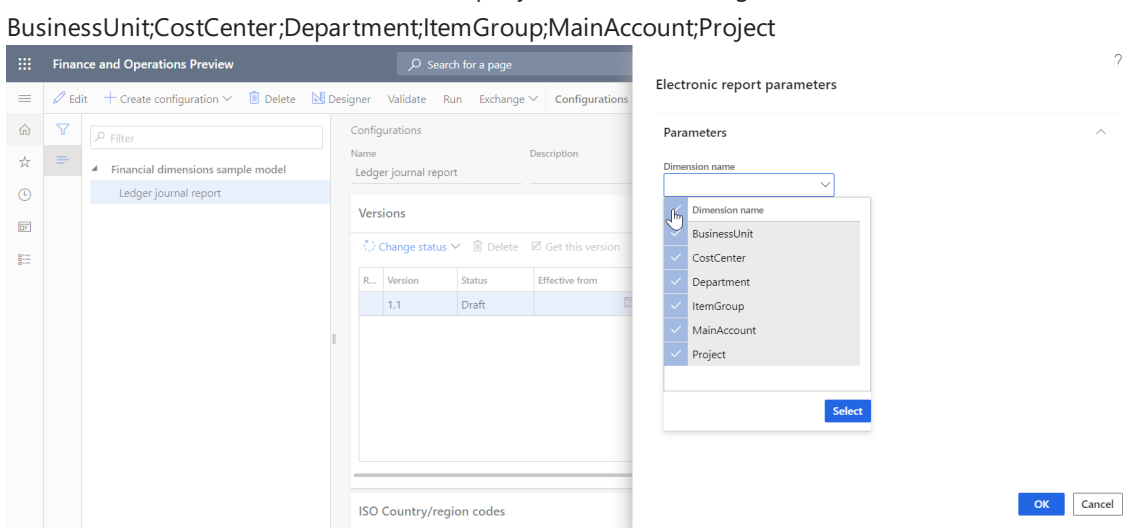 BusinessUnit;CostCenter;Department;ItemGroup;MainAccount;Project
Finance and Operations Preview
Search for a page
?
Edit
Create configuration
Delete
Designer
Validate
Run
Exchange
Configurations
Filter
Financial dimensions sample model
Ledger journal report
Configurations
Name
Description
Ledger journal report
Versions
Change status
Delete
Get this version
R... Version Status Effective from
1.1 Draft
ISO Country/region codes
Electronic report parameters
Parameters
Dimension name
Dimension name
BusinessUnit
CostCenter
Department
ItemGroup
MainAccount
Project
Select
OK
Cancel